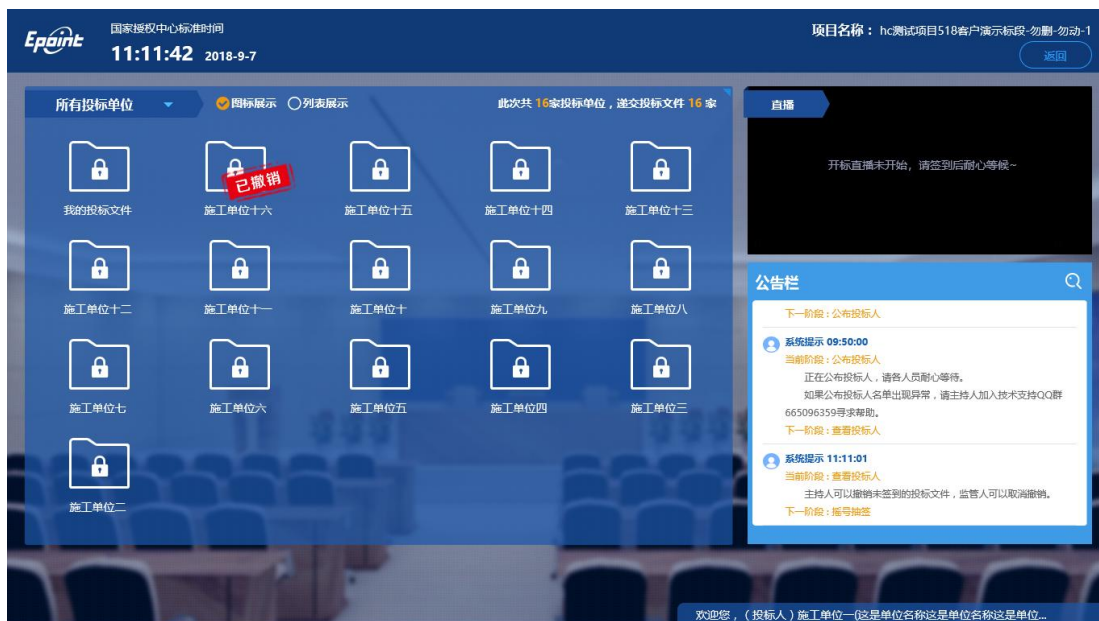 Epoint
国家授权中心标准时间
11:11:42 2018-9-7
项目名称：hc测试项目518客户演示标段-勿删-勿动-1
返回
所有投标单位
图标展示 列表展示
此次共 16家投标单位，递交投标文件 16 家
直播
开标直播未开始，请签到后耐心等候~
已撤销
我的投标文件 施工单位十六 施工单位十五 施工单位十四 施工单位十三
施工单位十二 施工单位十一 施工单位十 施工单位九 施工单位八
施工单位七 施工单位六 施工单位五 施工单位四 施工单位三
施工单位二
公告栏
下一阶段：公布投标人
系统提示 09:50:00
当前阶段：公布投标人
正在公布投标人，请各人员耐心等待。
如果公布投标人名单出现异常，请主持人加入技术支持QQ群
665096359寻求帮助。
下一阶段：查看投标人
系统提示 11:11:01
当前阶段：查看投标人
主持人可以撤销未签到的投标文件，监管人可以取消撤销。
下一阶段：摇号抽签
欢迎您，（投标人）施工单位一(这是单位名称这是单位名称这是单位...